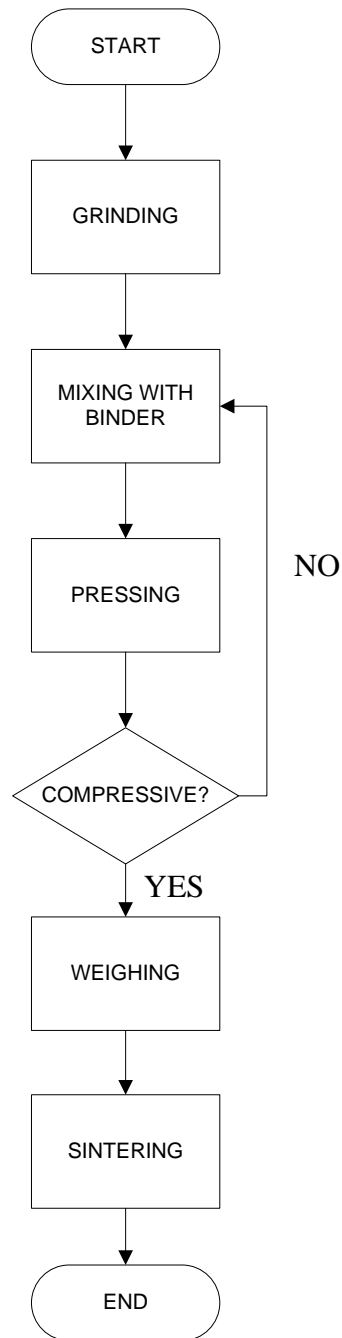 START
GRINDING
MIXING WITH
BINDER
PRESSING
NO
COMPRESSIVE?
YES
WEIGHING
SINTERING
END